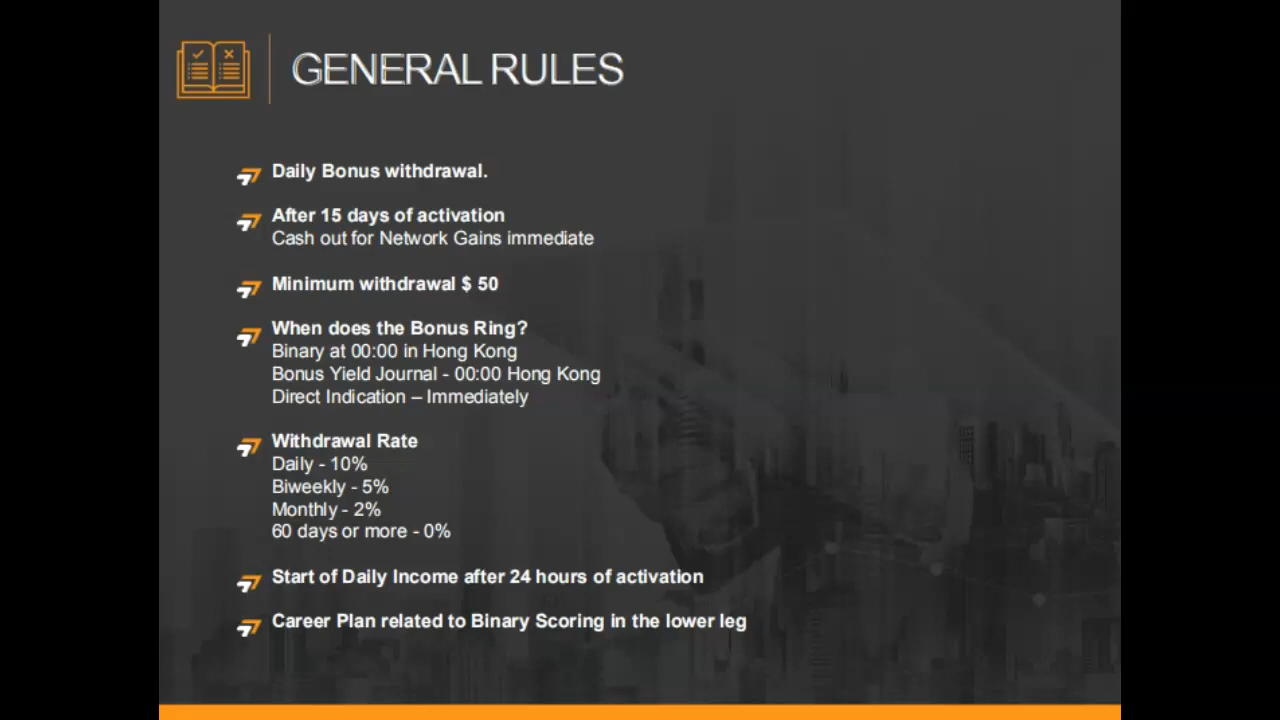 GENERAL RULES
Daily Bonus withdrawal.
After 15 days of activation
Cash out for Network Gains immediate
Minimum withdrawal $ 50
When does the Bonus Ring?
Binary at 00:00 in Hong Kong
Bonus Yield Journal - 00:00 Hong Kong
Direct Indication – Immediately
Withdrawal Rate
Daily - 10%
Biweekly - 5%
Monthly - 2%
60 days or more - 0%
Start of Daily Income after 24 hours of activation
Career Plan related to Binary Scoring in the lower leg